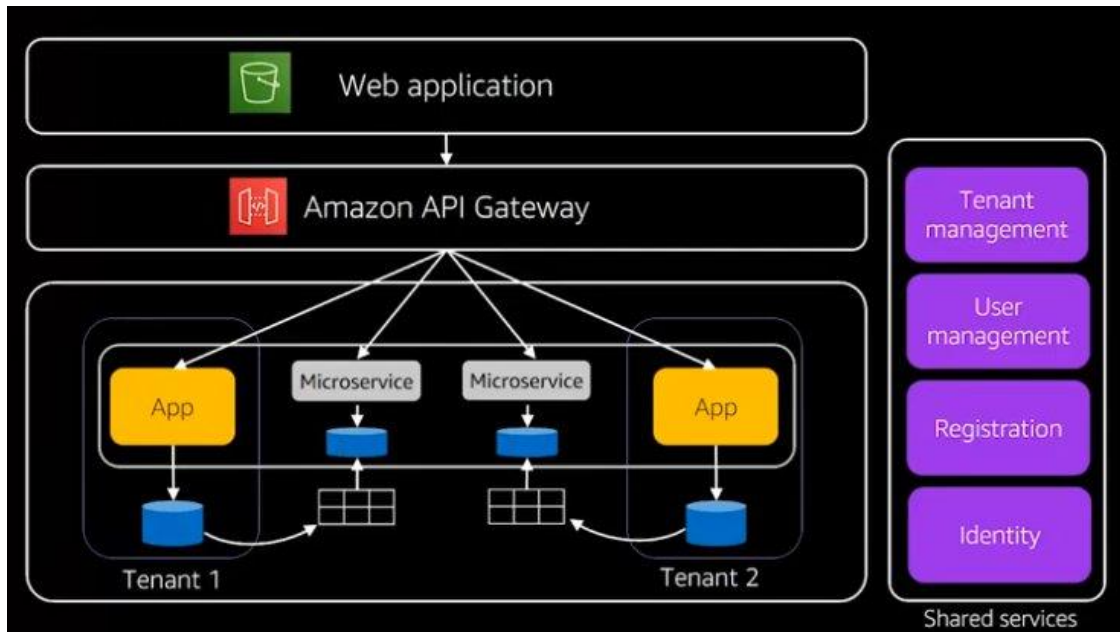 Web application
Amazon API Gateway
App
Microservice
Microservice
App
Tenant 1
Tenant 2
Tenant
management
User
management
Registration
Identity
Shared services